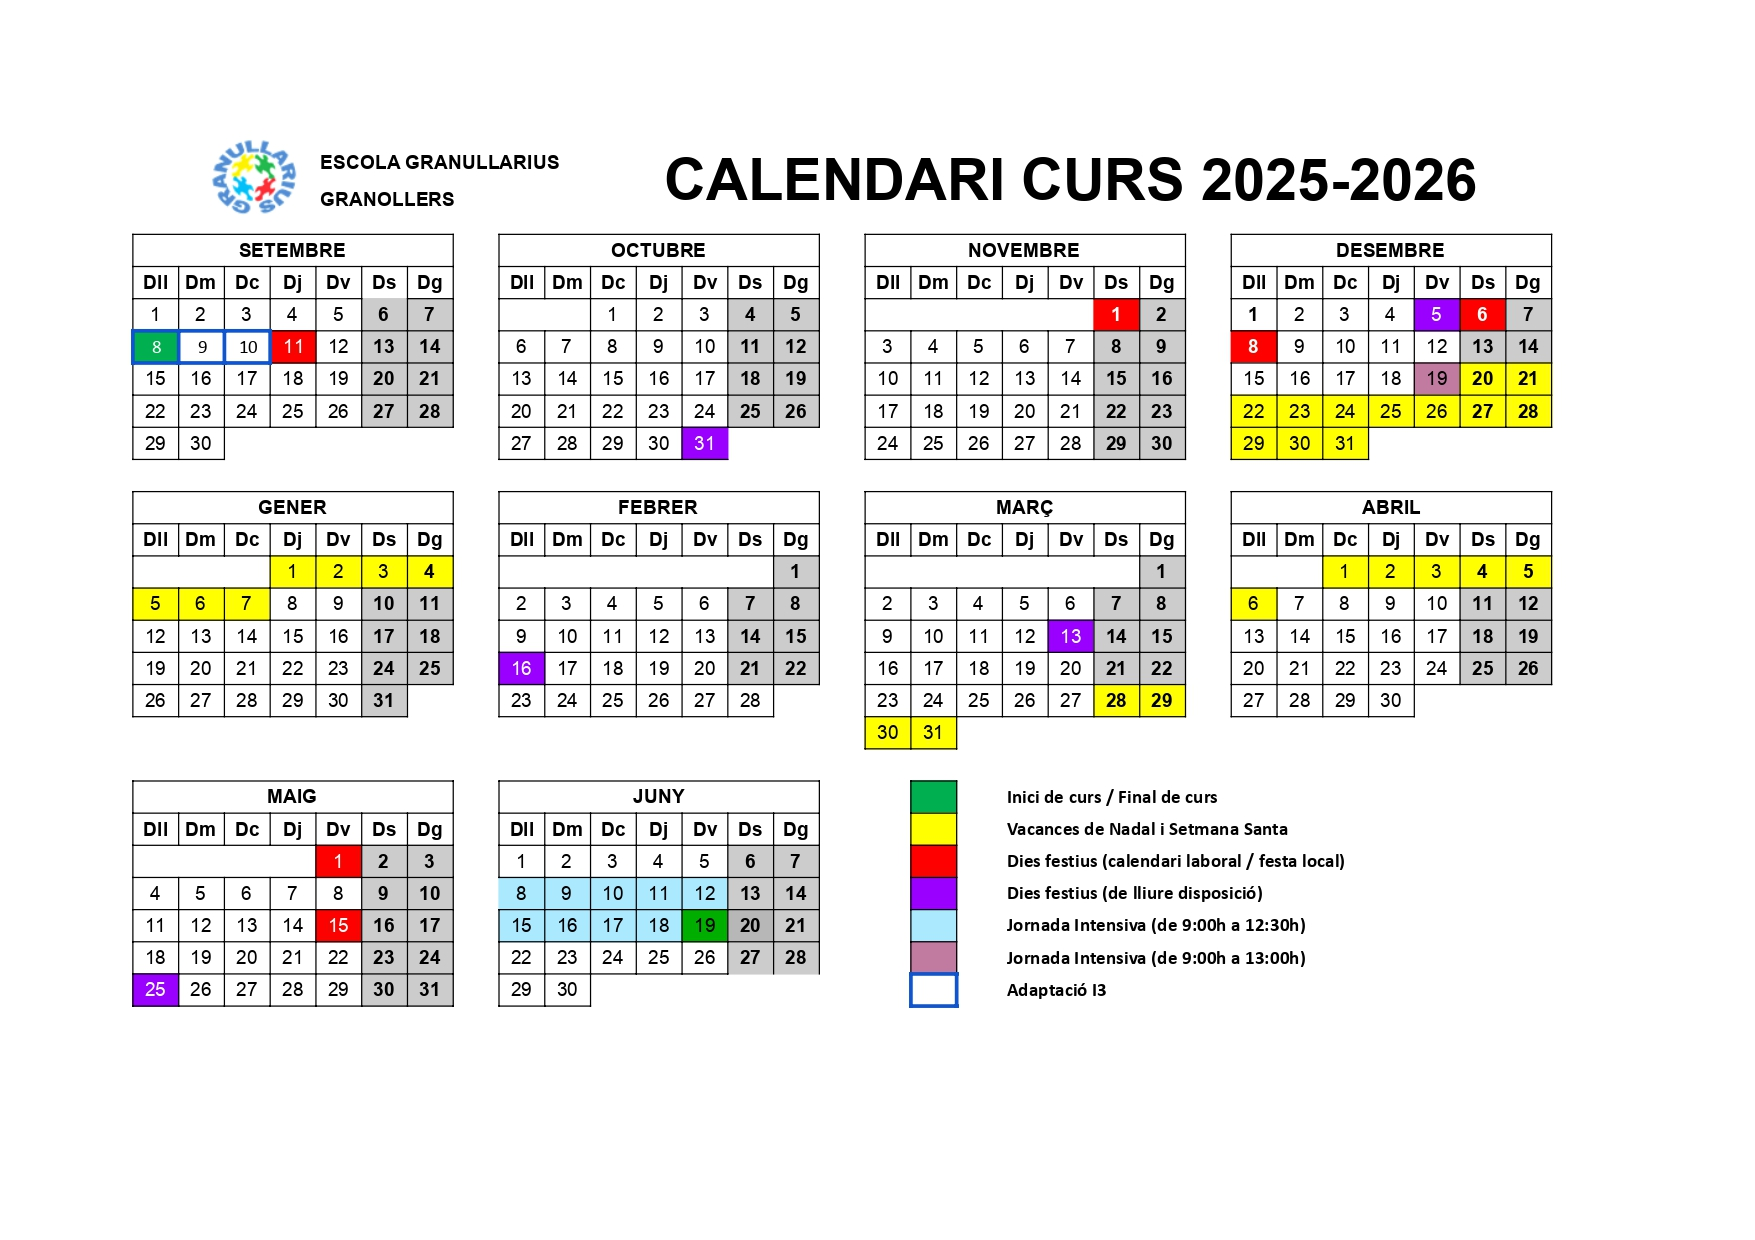 GRANULLARIUS
ESCOLA GRANULLARIUS
GRANOLLERS
CALENDARI CURS 2025-2026
SETEMBRE
Dll Dm Dc Dj Dv Ds Dg
1 2 3 4 5 6 7
8 9 10 11 12 13 14
15 16 17 18 19 20 21
22 23 24 25 26 27 28
29 30
OCTUBRE
Dll Dm Dc Dj Dv Ds Dg
1 2 3 4 5
6 7 8 9 10 11 12
13 14 15 16 17 18 19
20 21 22 23 24 25 26
27 28 29 30 31
NOVEMBRE
Dll Dm Dc Dj Dv Ds Dg
1 2
3 4 5 6 7 8 9
10 11 12 13 14 15 16
17 18 19 20 21 22 23
24 25 26 27 28 29 30
DESEMBRE
Dll Dm Dc Dj Dv Ds Dg
1 2 3 4 5 6 7
8 9 10 11 12 13 14
15 16 17 18 19 20 21
22 23 24 25 26 27 28
29 30 31
GENER
Dll Dm Dc Dj Dv Ds Dg
1 2 3 4
5 6 7 8 9 10 11
12 13 14 15 16 17 18
19 20 21 22 23 24 25
26 27 28 29 30 31
FEBRER
Dll Dm Dc Dj Dv Ds Dg
1
2 3 4 5 6 7 8
9 10 11 12 13 14 15
16 17 18 19 20 21 22
23 24 25 26 27 28
MARÇ
Dll Dm Dc Dj Dv Ds Dg
1
2 3 4 5 6 7 8
9 10 11 12 13 14 15
16 17 18 19 20 21 22
23 24 25 26 27 28 29
30 31
ABRIL
Dll Dm Dc Dj Dv Ds Dg
1 2 3 4 5
6 7 8 9 10 11 12
13 14 15 16 17 18 19
20 21 22 23 24 25 26
27 28 29 30
MAIG
Dll Dm Dc Dj Dv Ds Dg
1 2 3
4 5 6 7 8 9 10
11 12 13 14 15 16 17
18 19 20 21 22 23 24
25 26 27 28 29 30 31
JUNY
Dll Dm Dc Dj Dv Ds Dg
1 2 3 4 5 6 7
8 9 10 11 12 13 14
15 16 17 18 19 20 21
22 23 24 25 26 27 28
29 30
Inici de curs / Final de curs
Vacances de Nadal i Setmana Santa
Dies festius (calendari laboral / festa local)
Dies festius (de lliure disposició)
Jornada Intensiva (de 9:00h a 12:30h)
Jornada Intensiva (de 9:00h a 13:00h)
Adaptació I3